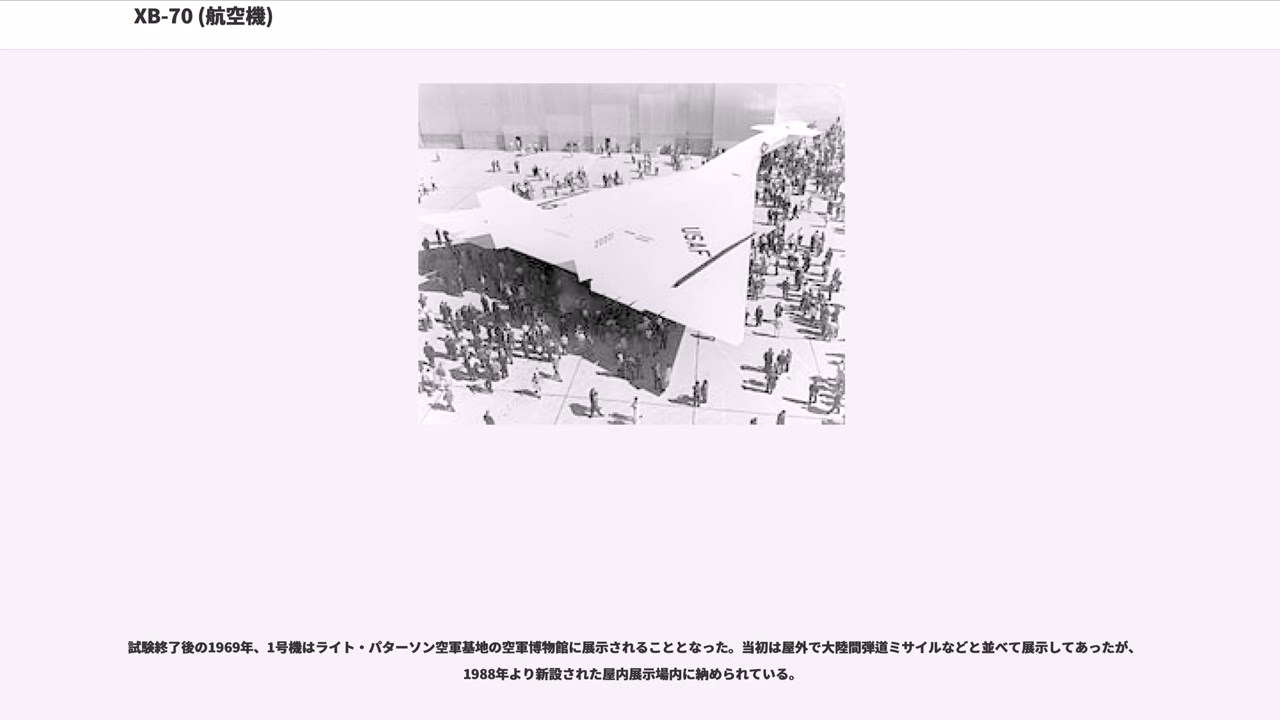 XB-70 (航空機)
USAF
試験終了後の1969年、1号機はライト・パターソン空軍基地の空軍博物館に展示されることとなった。当初は屋外で大陸間弾道ミサイルなどと並べて展示してあったが、
1988年より新設された屋内展示場内に納められている。